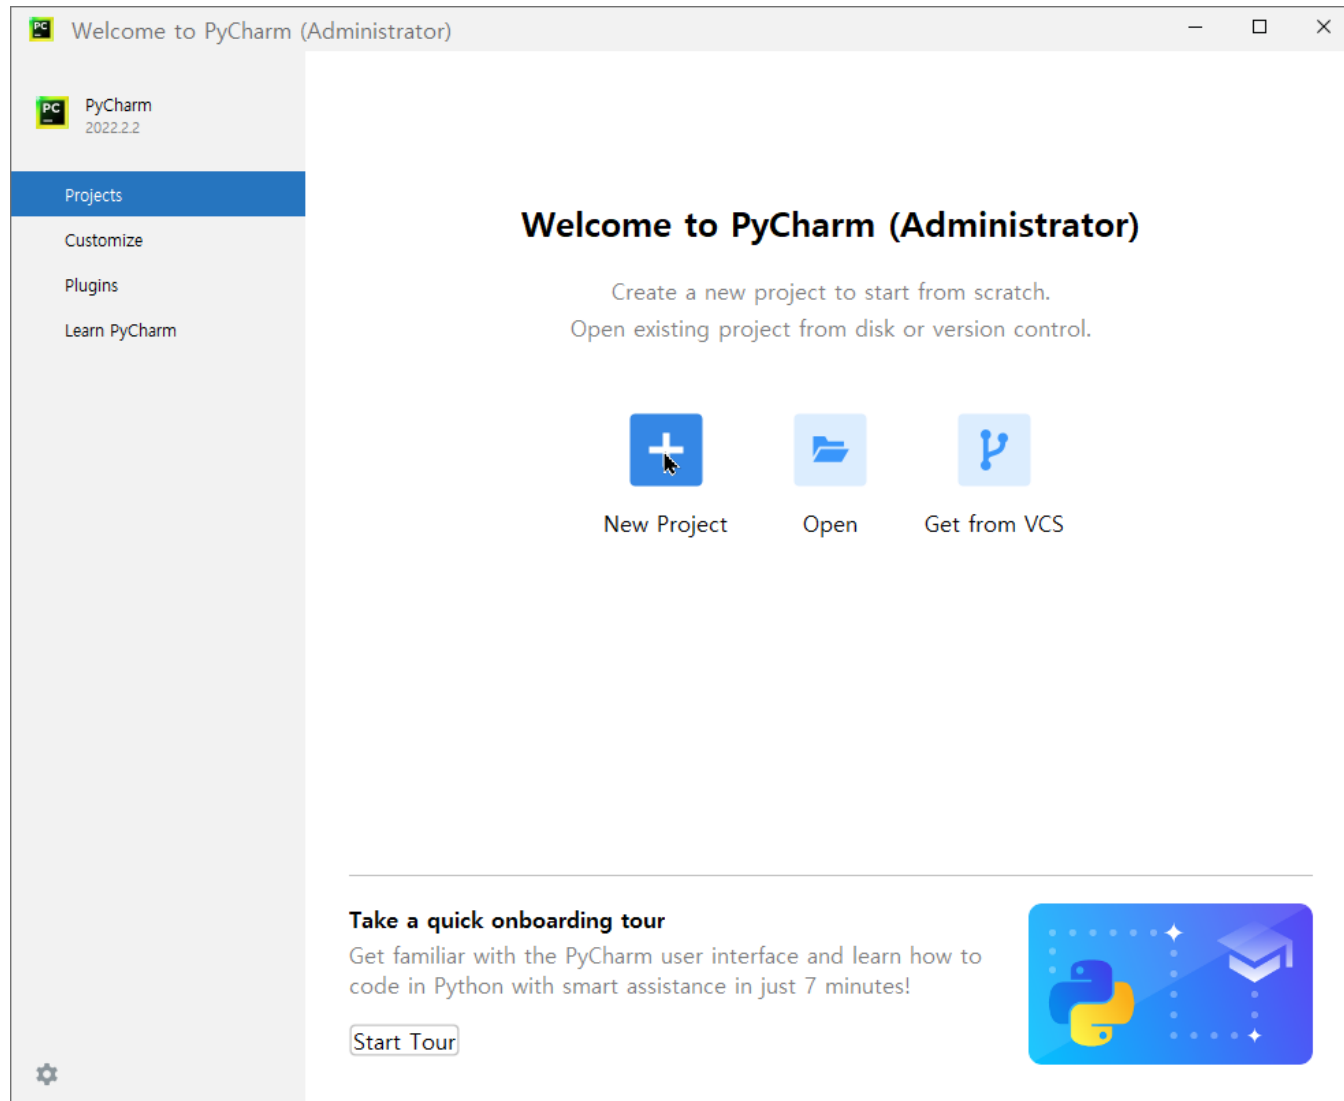 PC Welcome to PyCharm (Administrator)
PC PyCharm
2022.2.2
Projects
Customize
Plugins
Learn PyCharm
Welcome to PyCharm (Administrator)
Create a new project to start from scratch.
Open existing project from disk or version control.
New Project Open Get from VCS
Take a quick onboarding tour
Get familiar with the PyCharm user interface and learn how to
code in Python with smart assistance in just 7 minutes!
Start Tour